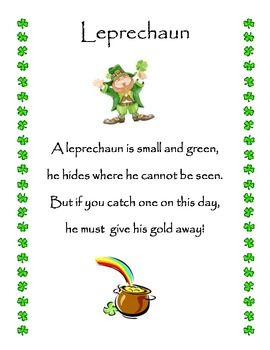 Leprechaun
A leprechaun is small and green,
he hides where he cannot be seen.
But if you catch one on this day,
he must give his gold away!